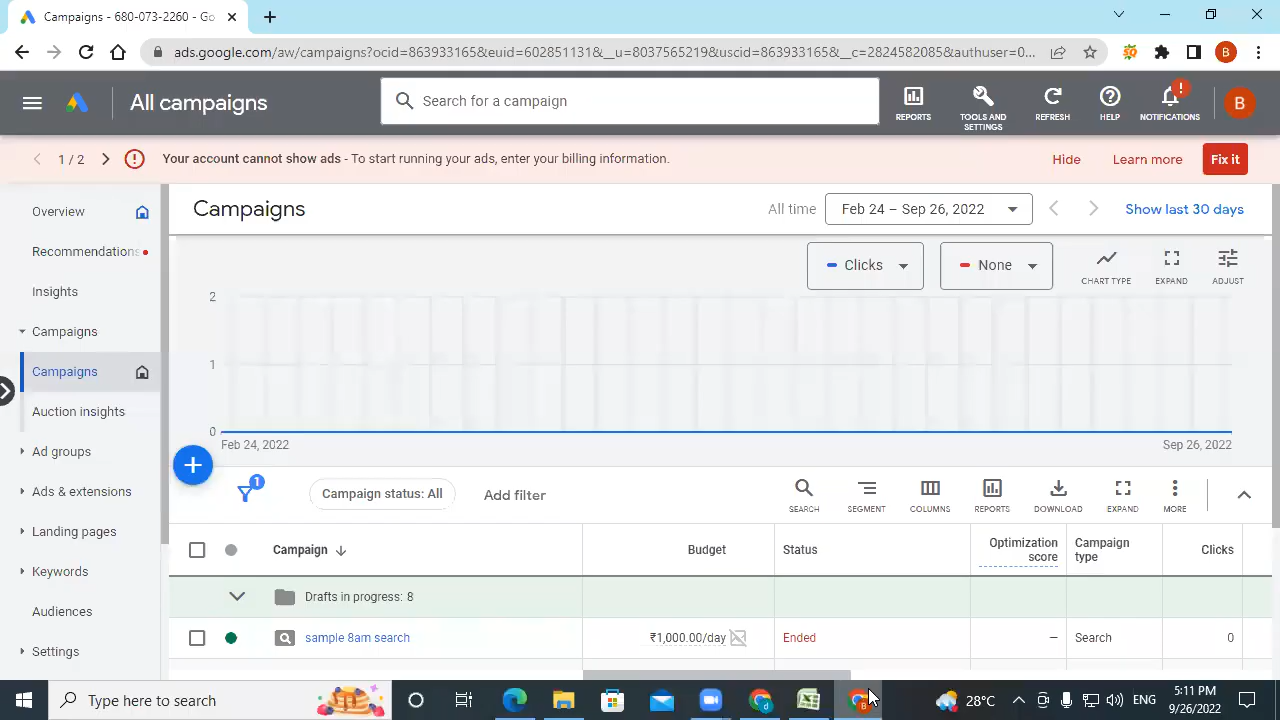 Campaigns - 680-073-2260 - Go
ads.google.com/aw/campaigns?ocid=863933165&euid=602851131&__u=8037565219&uscid=863933165&__c=2824582085&authuser=0...
B
All campaigns
Search for a campaign
REPORTS
TOOLS AND
SETTINGS
REFRESH
HELP
!
NOTIFICATIONS
B
1 / 2
Your account cannot show ads - To start running your ads, enter your billing information.
Hide
Learn more
Fix it
Overview
Recommendations
Insights
Campaigns
Campaigns
Auction insights
Ad groups
Ads & extensions
Landing pages
Keywords
Audiences
Settings
Campaigns
All time
Feb 24 – Sep 26, 2022
Show last 30 days
Clicks
None
CHART TYPE
EXPAND
ADJUST
2
1
0
Feb 24, 2022
Sep 26, 2022
1
Campaign status: All
Add filter
SEARCH
SEGMENT
COLUMNS
REPORTS
DOWNLOAD
EXPAND
MORE
Campaign
Budget
Status
Optimization
score
Campaign
type
Clicks
Drafts in progress: 8
sample 8am search
₹1,000.00/day
Ended
—
Search
0
Type here to search
28°C
ENG
5:11 PM
9/26/2022